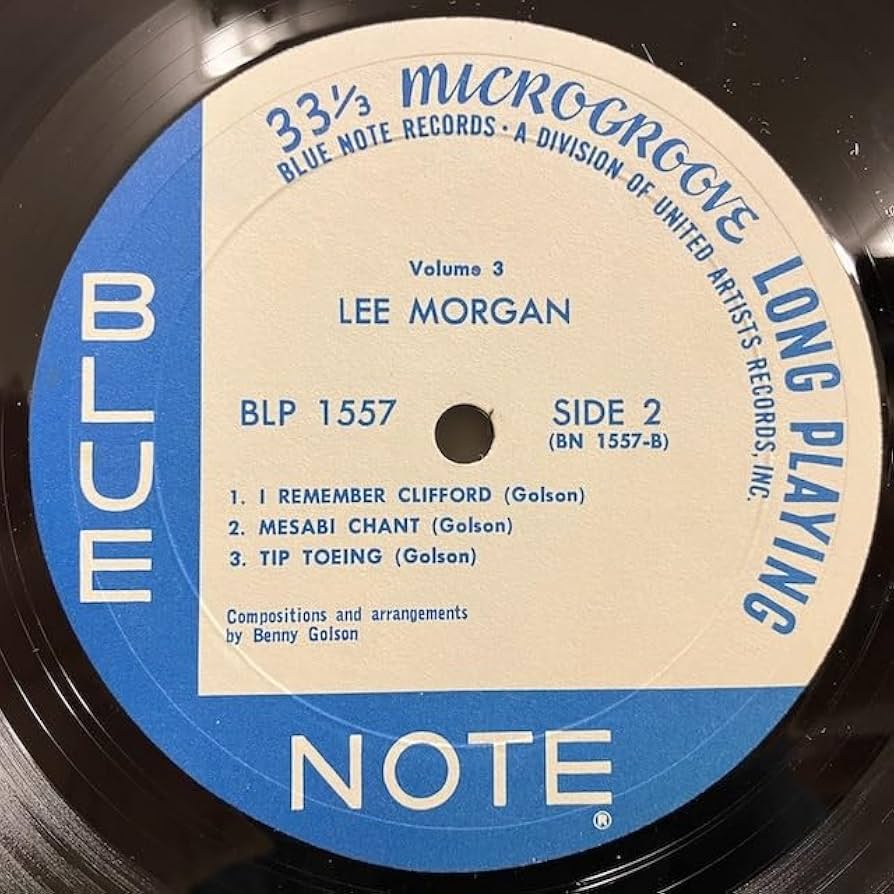 33⅓ MICROGROOVE LONG PLAYING
BLUE NOTE RECORDS · A DIVISION OF UNITED ARTISTS RECORDS, INC.
Volume 3
LEE MORGAN
BLP 1557
SIDE 2
(BN 1557-B)
1. I REMEMBER CLIFFORD (Golson)
2. MESABI CHANT (Golson)
3. TIP TOEING (Golson)
Compositions and arrangements
by Benny Golson
BLUE
NOTE
®